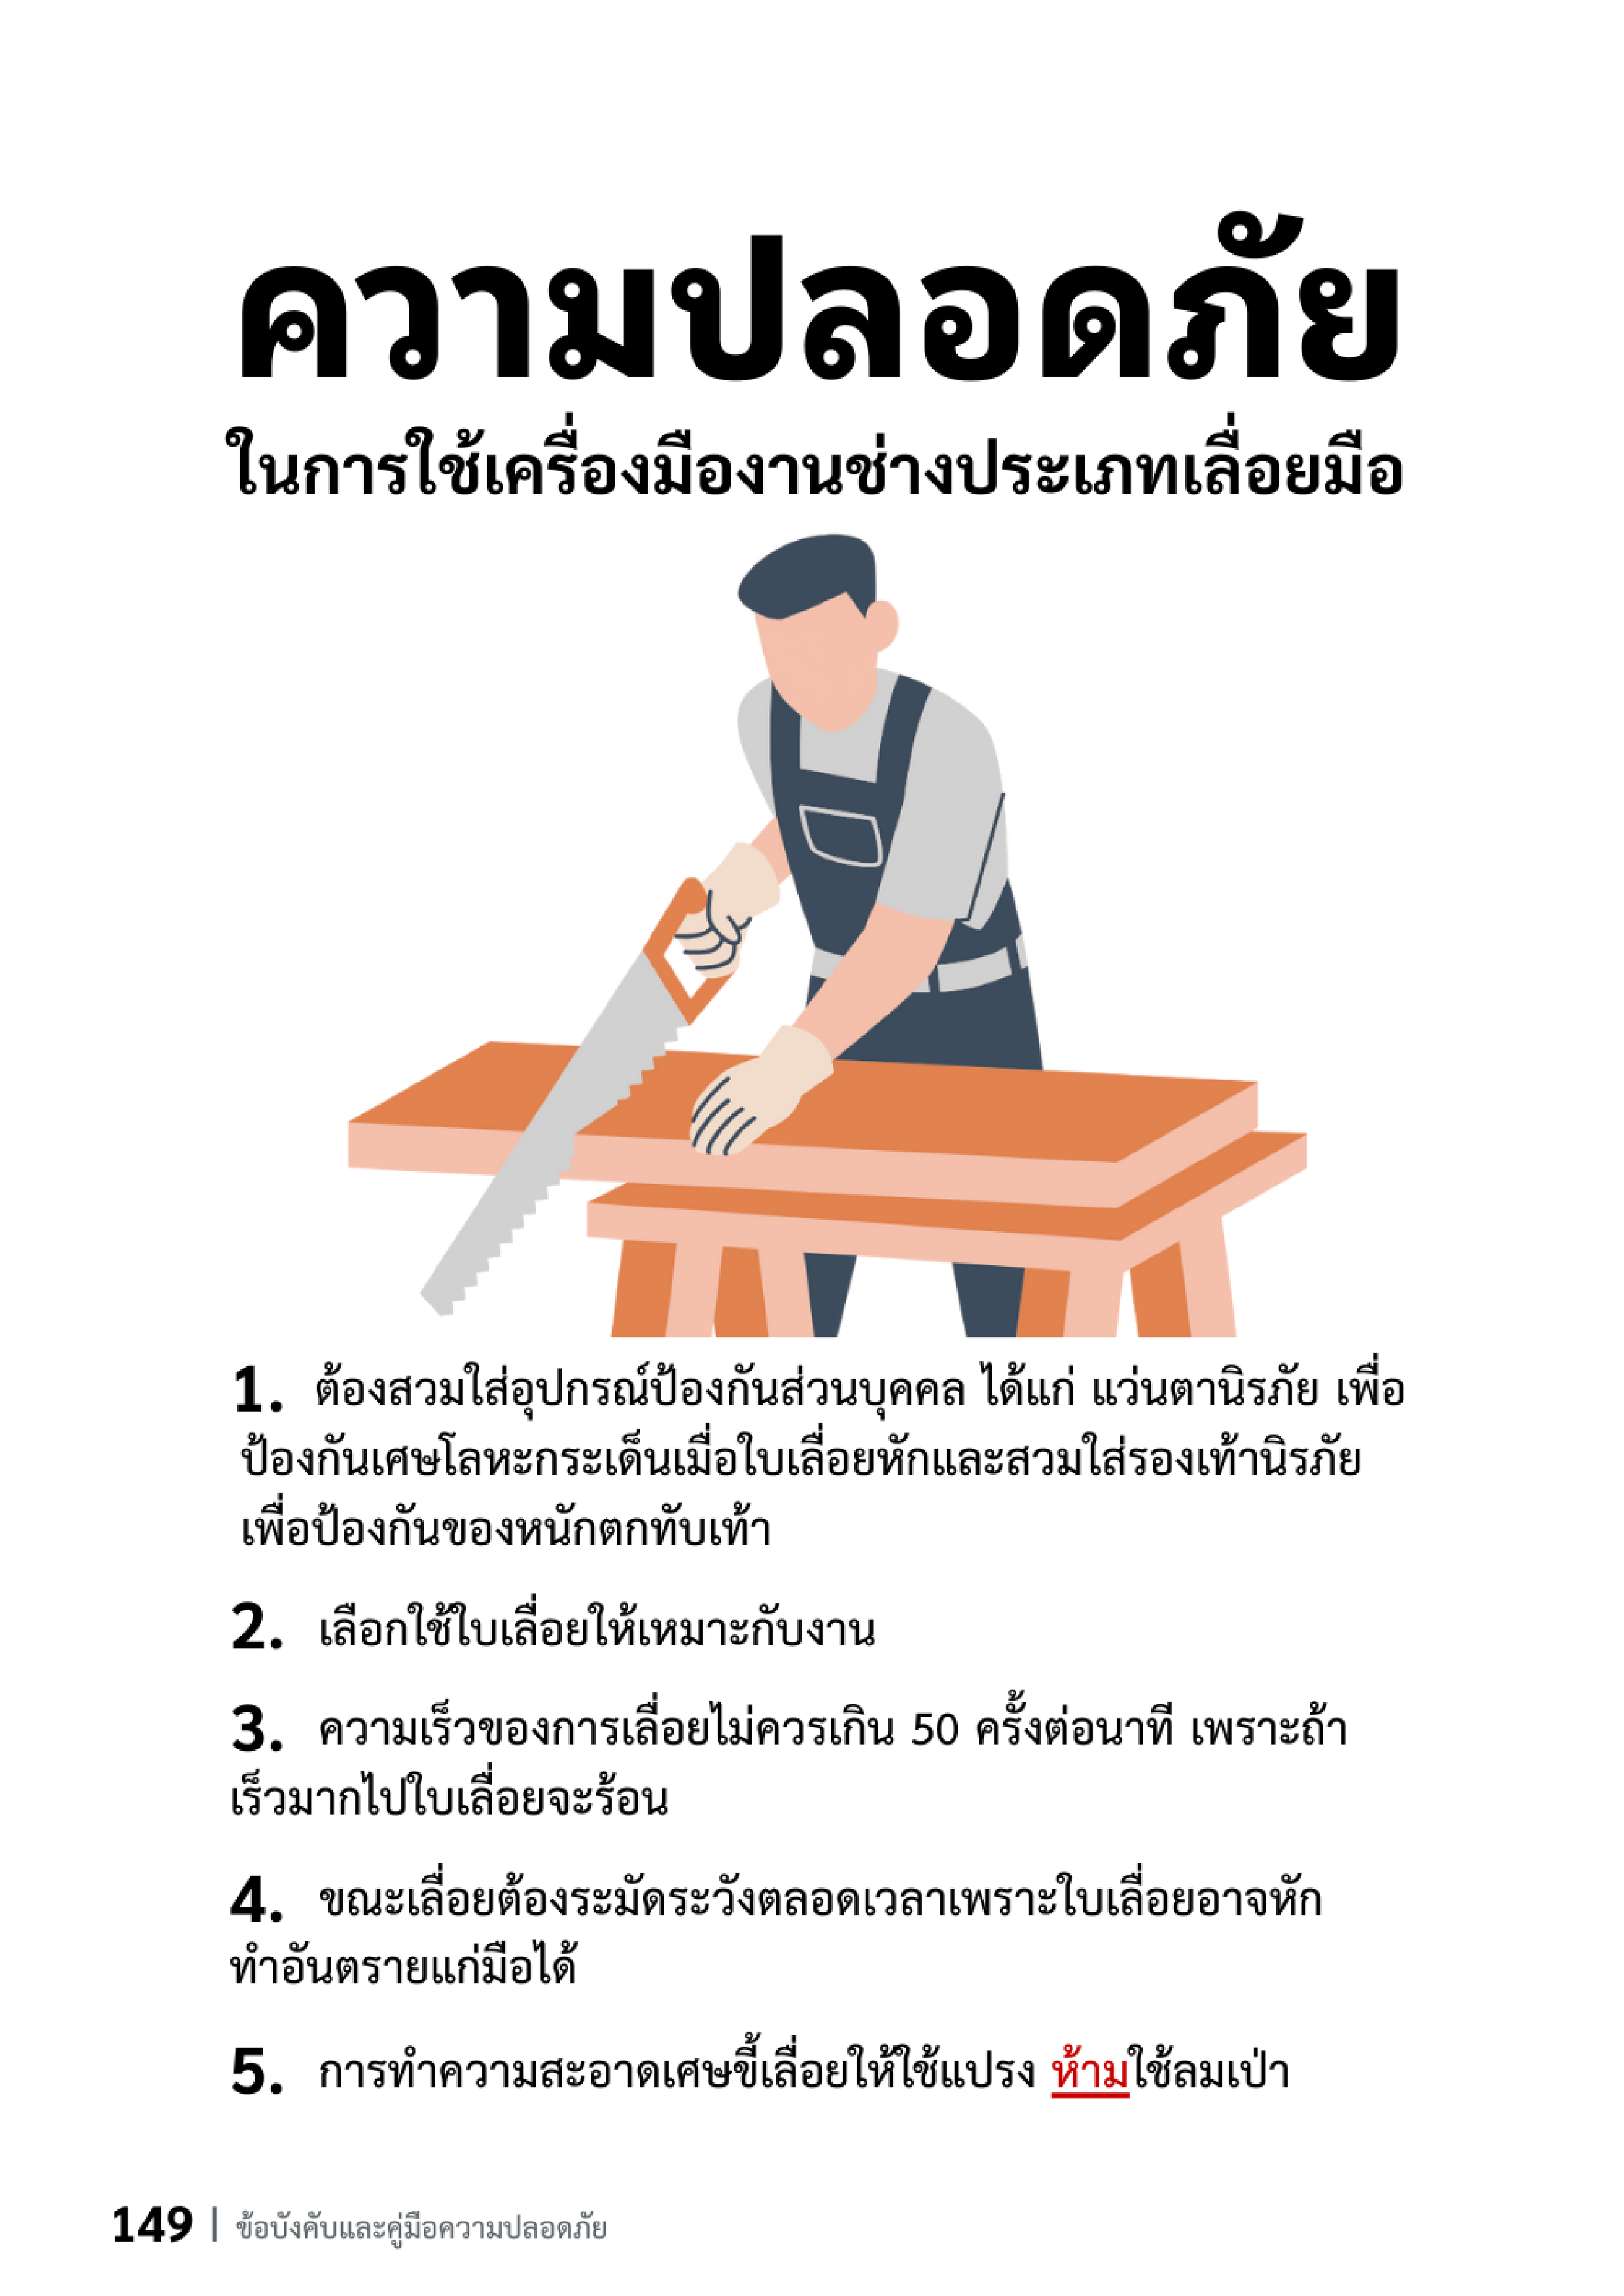 ความปลอดภัย
ในการใช้เครื่องมืองานช่างประเภทเลื่อยมือ
1. ต้องสวมใส่อุปกรณ์ป้องกันส่วนบุคคล ได้แก่ แว่นตานิรภัย เพื่อ
ป้องกันเศษโลหะกระเด็นเมื่อใบเลื่อยหักและสวมใส่รองเท้านิรภัย
เพื่อป้องกันของหนักตกทับเท้า
2. เลือกใช้ใบเลื่อยให้เหมาะกับงาน
3. ความเร็วของการเลื่อยไม่ควรเกิน 50 ครั้งต่อนาที เพราะถ้า
เร็วมากไปใบเลื่อยจะร้อน
4. ขณะเลื่อยต้องระมัดระวังตลอดเวลาเพราะใบเลื่อยอาจหัก
ทำอันตรายแก่มือได้
5. การทำความสะอาดเศษขี้เลื่อยให้ใช้แปรง ห้ามใช้ลมเป่า
149 | ข้อบังคับและคู่มือความปลอดภัย